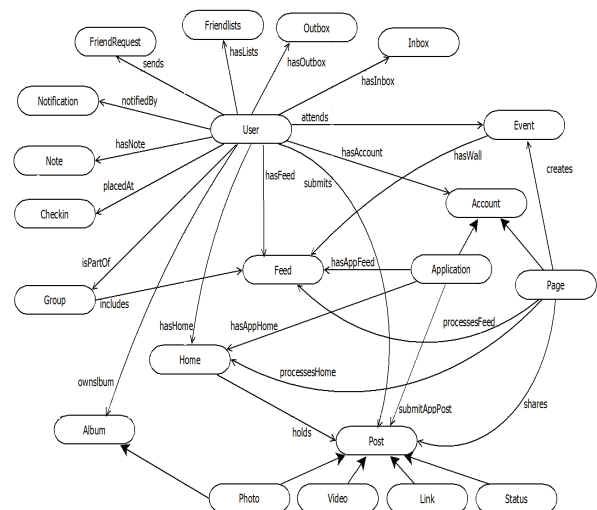 Friendlists
Outbox
Inbox
FriendRequest
hasLists
sends
hasOutbox
hasInbox
Notification
notifiedBy
User
attends
Event
hasNote
hasAccount
hasWall
Note
placedAt
hasFeed
submits
creates
Checkin
Account
isPartOf
hasAppFeed
Feed
Application
Page
Group
includes
hasHome
hasAppHome
processesFeed
Home
processesHome
ownslbum
submitAppPost
shares
Album
holds
Post
Photo
Video
Link
Status